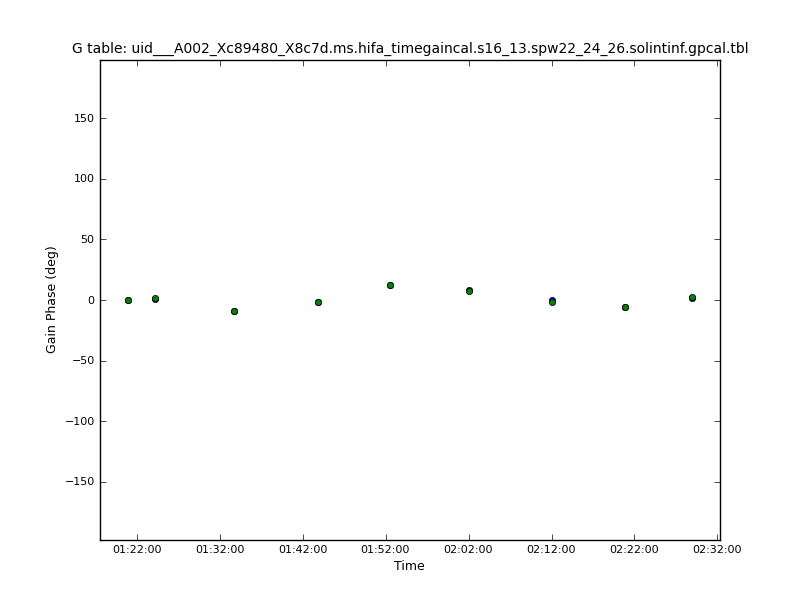 G table: uid___A002_Xc89480_X8c7d.ms.hifa_timegaincal.s16_13.spw22_24_26.solintinf.gpcal.tbl
150
100
50
0
−50
−100
−150
Gain Phase (deg)
01:22:00 01:32:00 01:42:00 01:52:00 02:02:00 02:12:00 02:22:00 02:32:00
Time